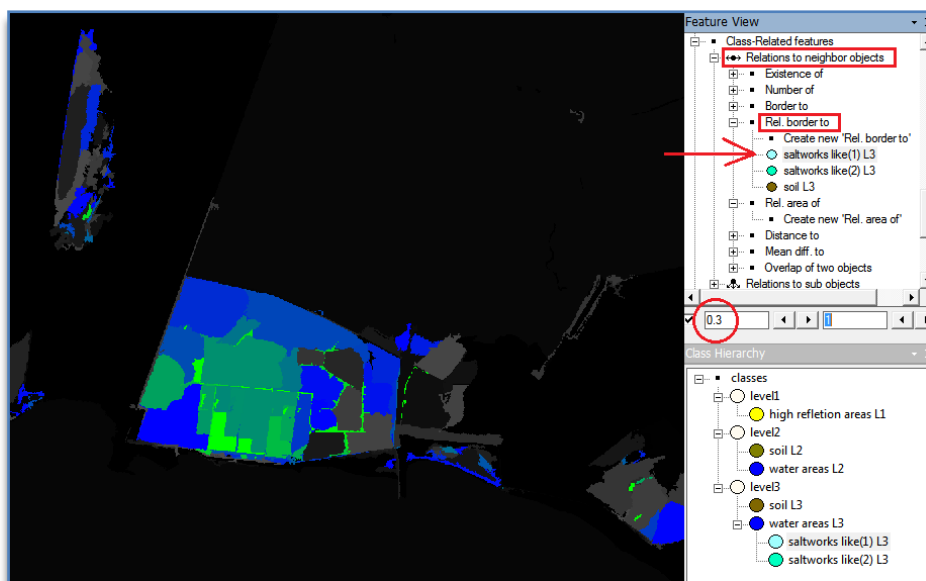 Feature View
Class-Related features
Relations to neighbor objects
Existence of
Number of
Border to
Rel. border to
Create new 'Rel. border to'
saltworks like(1) L3
saltworks like(2) L3
soil L3
Rel. area of
Create new 'Rel. area of'
Distance to
Mean diff. to
Overlap of two objects
Relations to sub objects
0.3 1
Class Hierarchy
classes
level1
high refletion areas L1
level2
soil L2
water areas L2
level3
soil L3
water areas L3
saltworks like(1) L3
saltworks like(2) L3